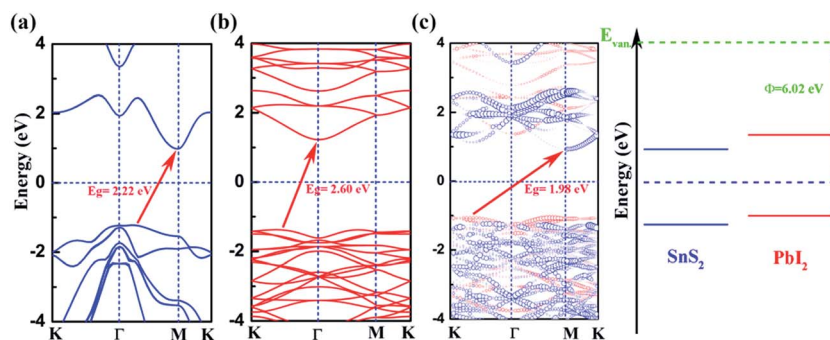 (a)
(b)
(c)
Energy (eV)
4
2
0
-2
-4
Eg= 2.22 eV
K Γ M K
4
2
0
-2
-4
Eg= 2.60 eV
K Γ M K
4
2
0
-2
-4
Eg= 1.98 eV
K Γ M K
Energy (eV)
E_van.
Φ=6.02 eV
SnS₂
PbI₂